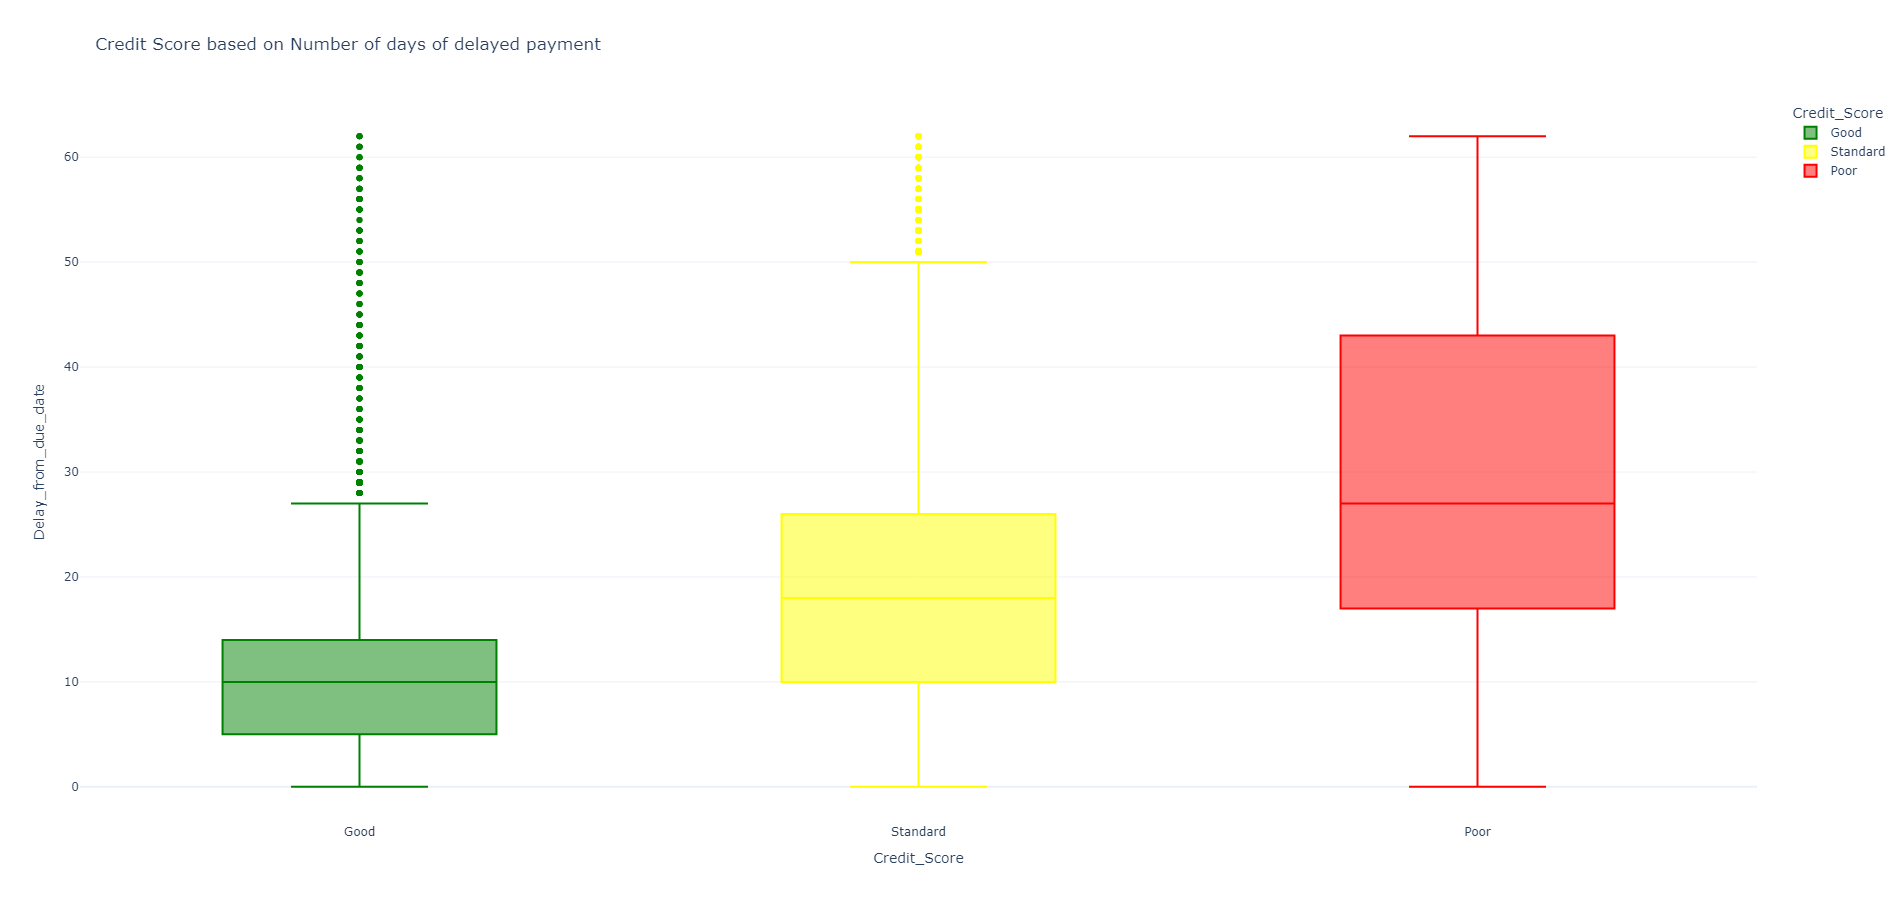 Credit Score based on Number of days of delayed payment
Credit_Score
Good
Standard
Poor
Delay_from_due_date
60
50
40
30
20
10
0
Good
Standard
Poor
Credit_Score